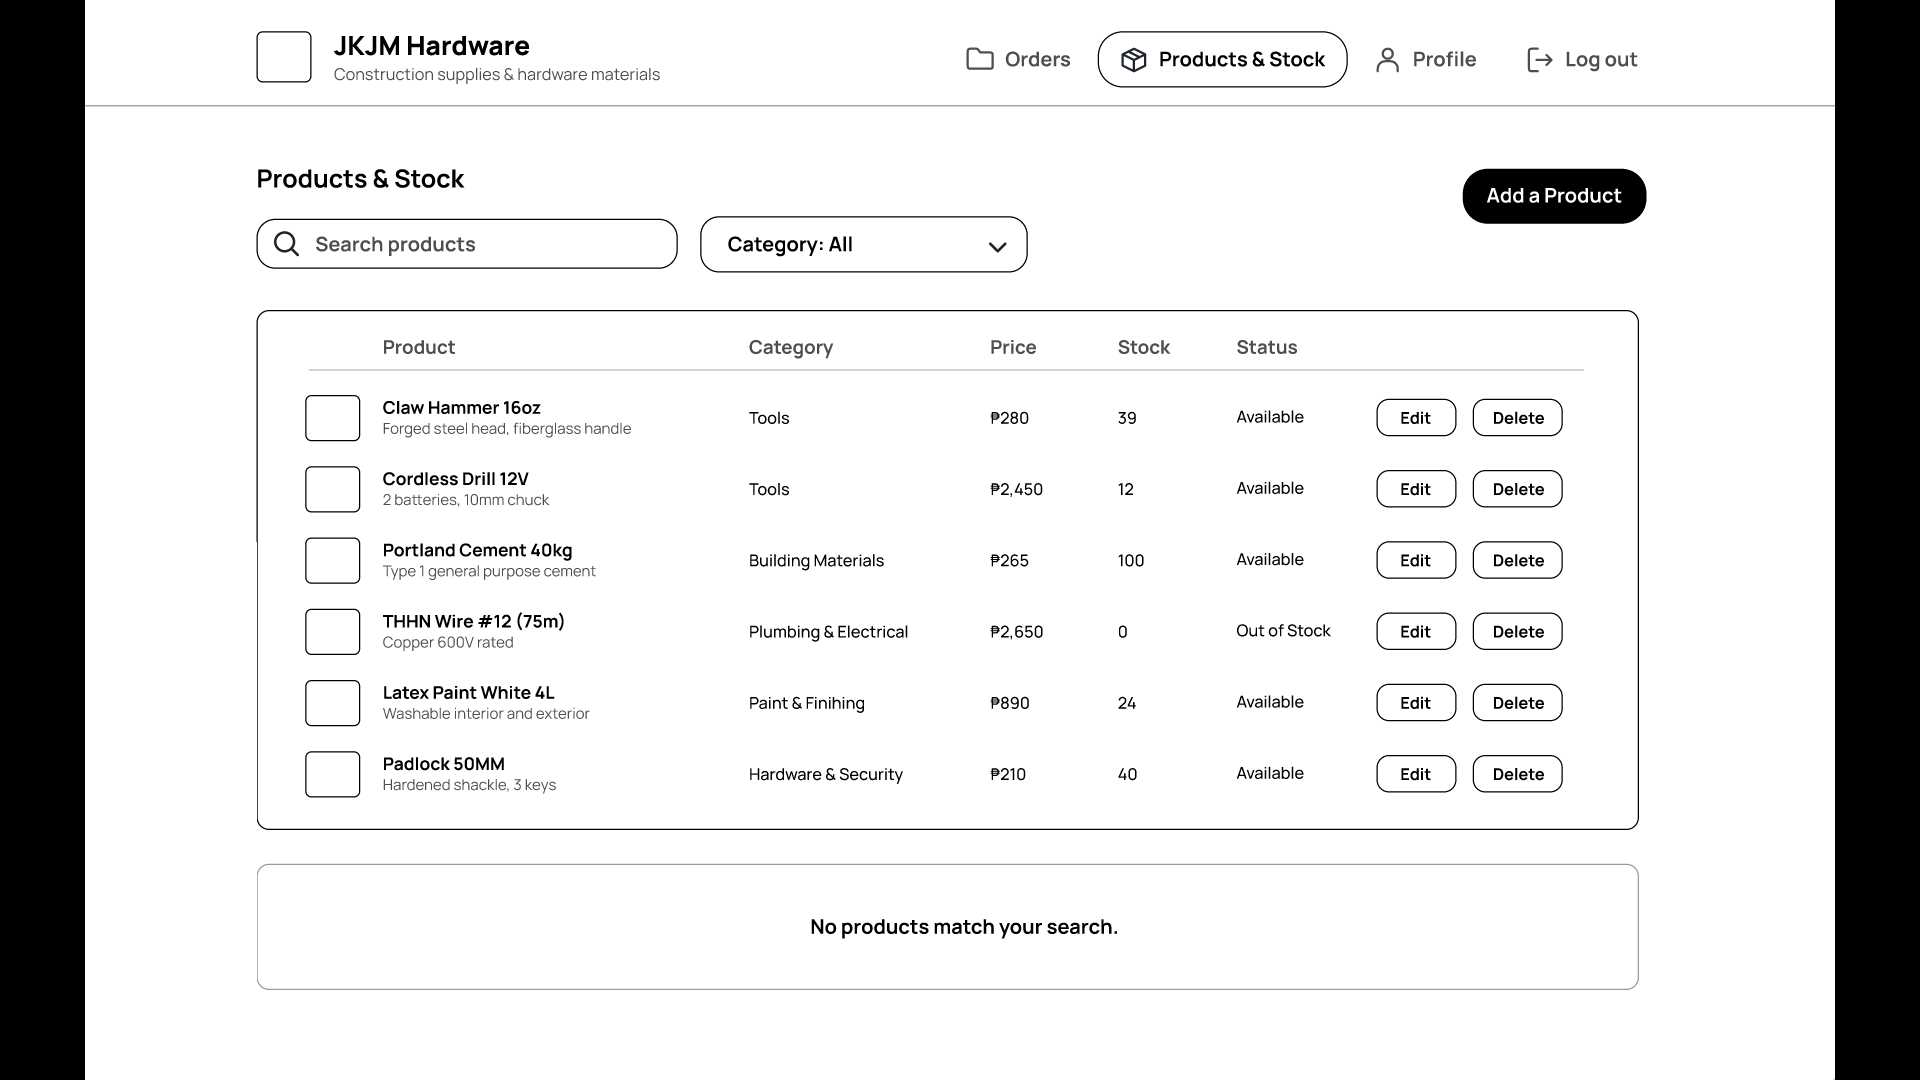 JKJM Hardware
Construction supplies & hardware materials
Orders
Products & Stock
Profile
Log out
Products & Stock
Add a Product
Search products
Category: All
Product Category Price Stock Status
Claw Hammer 16oz
Forged steel head, fiberglass handle
Tools ₱280 39 Available Edit Delete
Cordless Drill 12V
2 batteries, 10mm chuck
Tools ₱2,450 12 Available Edit Delete
Portland Cement 40kg
Type 1 general purpose cement
Building Materials ₱265 100 Available Edit Delete
THHN Wire #12 (75m)
Copper 600V rated
Plumbing & Electrical ₱2,650 0 Out of Stock Edit Delete
Latex Paint White 4L
Washable interior and exterior
Paint & Finihing ₱890 24 Available Edit Delete
Padlock 50MM
Hardened shackle, 3 keys
Hardware & Security ₱210 40 Available Edit Delete
No products match your search.